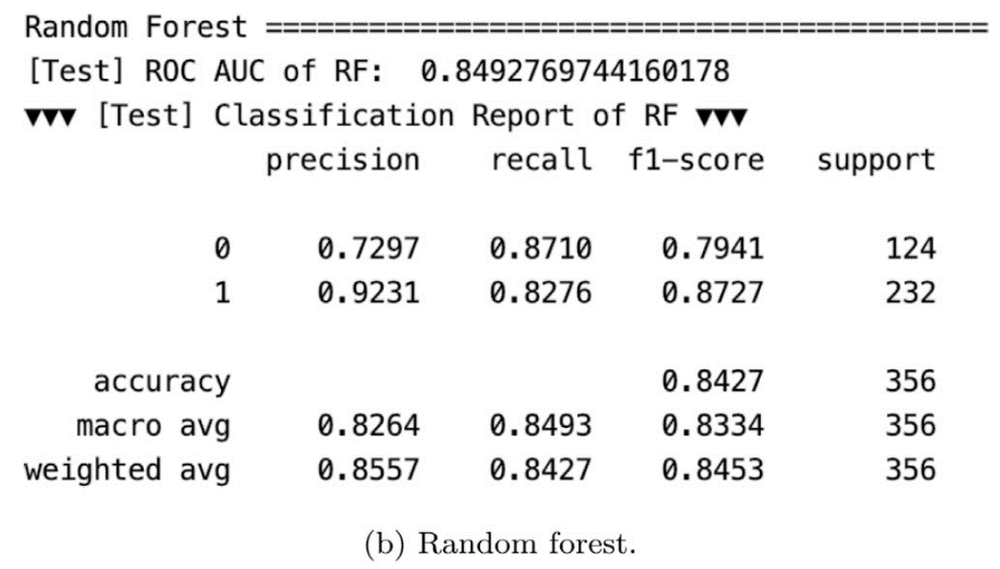 Random Forest ==========================================
[Test] ROC AUC of RF: 0.8492769744160178
▼▼▼ [Test] Classification Report of RF ▼▼▼
precision recall f1-score support
0 0.7297 0.8710 0.7941 124
1 0.9231 0.8276 0.8727 232
accuracy 0.8427 356
macro avg 0.8264 0.8493 0.8334 356
weighted avg 0.8557 0.8427 0.8453 356
(b) Random forest.